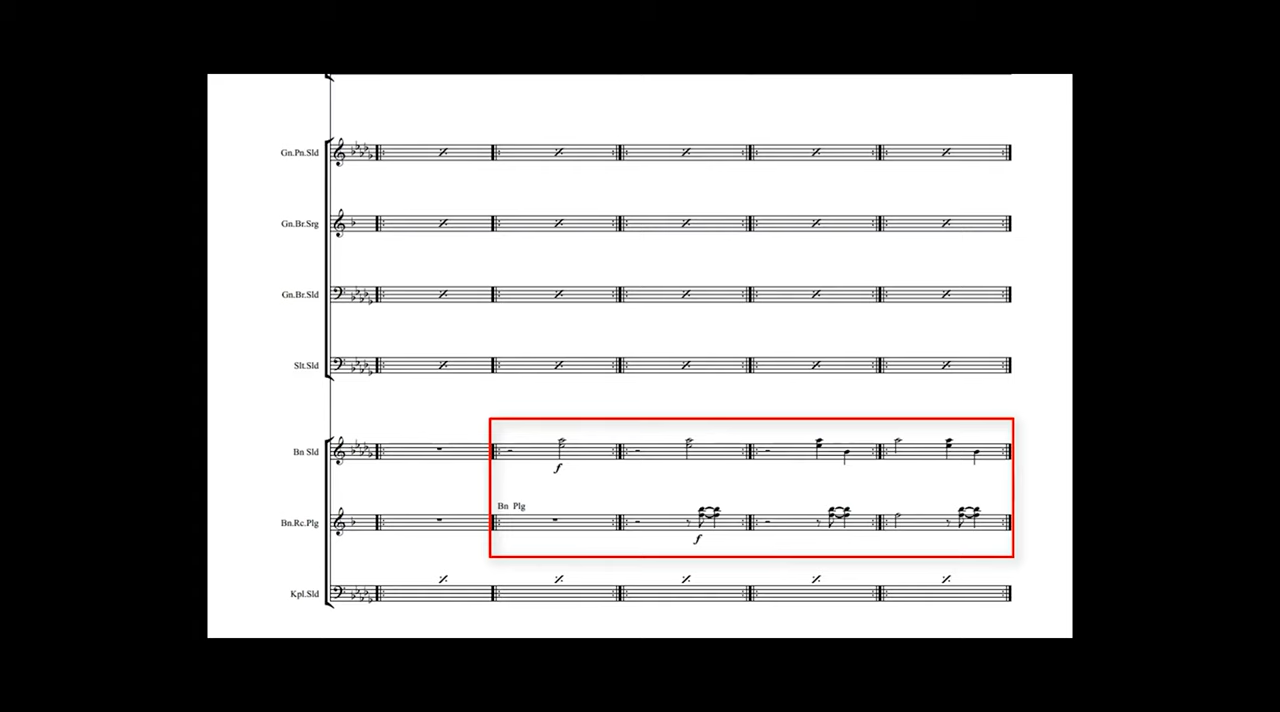 Gn.Pn.Sld
Gn.Br.Srg
Gn.Br.Sld
Slt.Sld
Bn Sld
f
Bn Plg
Bn.Rc.Plg
f
Kpl.Sld